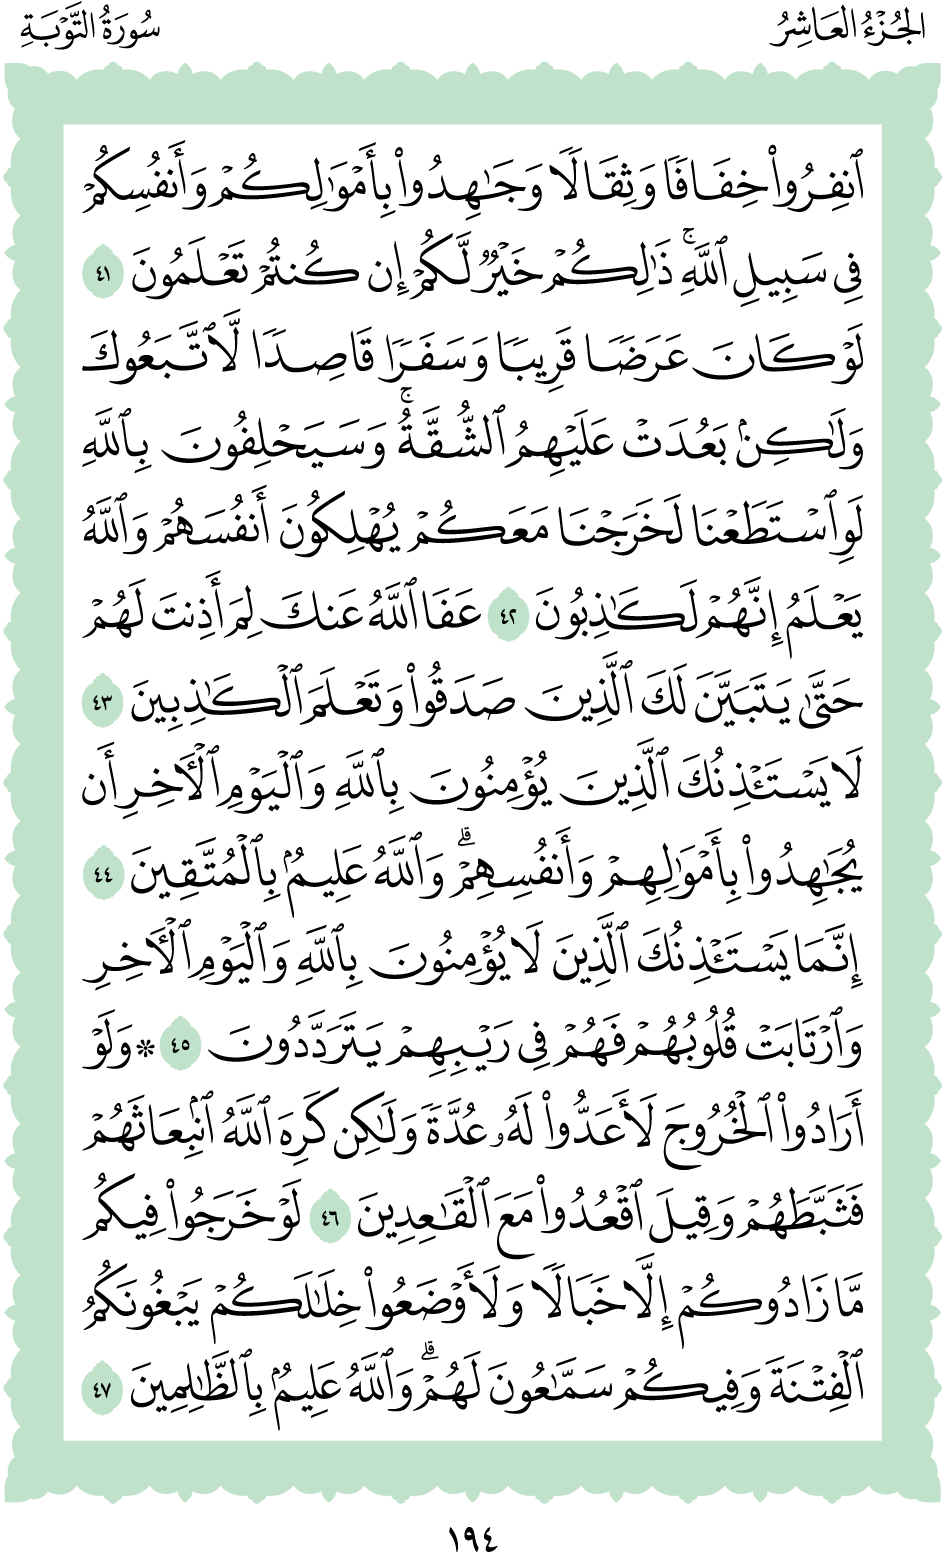 الجُزْءُ العَاشِرُ
سُورَةُ التَّوْبَةِ
ٱنفِرُوا۟ خِفَافًا وَثِقَالًا وَجَٰهِدُوا۟ بِأَمْوَٰلِكُمْ وَأَنفُسِكُمْ
فِى سَبِيلِ ٱللَّهِ ۚ ذَٰلِكُمْ خَيْرٌ لَّكُمْ إِن كُنتُمْ تَعْلَمُونَ ٤١
لَوْ كَانَ عَرَضًا قَرِيبًا وَسَفَرًا قَاصِدًا لَّٱتَّبَعُوكَ
وَلَٰكِنۢ بَعُدَتْ عَلَيْهِمُ ٱلشُّقَّةُ ۚ وَسَيَحْلِفُونَ بِٱللَّهِ
لَوِ ٱسْتَطَعْنَا لَخَرَجْنَا مَعَكُمْ يُهْلِكُونَ أَنفُسَهُمْ وَٱللَّهُ
يَعْلَمُ إِنَّهُمْ لَكَٰذِبُونَ ٤٢ عَفَا ٱللَّهُ عَنكَ لِمَ أَذِنتَ لَهُمْ
حَتَّىٰ يَتَبَيَّنَ لَكَ ٱلَّذِينَ صَدَقُوا۟ وَتَعْلَمَ ٱلْكَٰذِبِينَ ٤٣
لَا يَسْتَـْٔذِنُكَ ٱلَّذِينَ يُؤْمِنُونَ بِٱللَّهِ وَٱلْيَوْمِ ٱلْـَٔاخِرِ أَن
يُجَٰهِدُوا۟ بِأَمْوَٰلِهِمْ وَأَنفُسِهِمْ ۗ وَٱللَّهُ عَلِيمٌۢ بِٱلْمُتَّقِينَ ٤٤
إِنَّمَا يَسْتَـْٔذِنُكَ ٱلَّذِينَ لَا يُؤْمِنُونَ بِٱللَّهِ وَٱلْيَوْمِ ٱلْـَٔاخِرِ
وَٱرْتَابَتْ قُلُوبُهُمْ فَهُمْ فِى رَيْبِهِمْ يَتَرَدَّدُونَ ٤٥ * وَلَوْ
أَرَادُوا۟ ٱلْخُرُوجَ لَأَعَدُّوا۟ لَهُۥ عُدَّةً وَلَٰكِن كَرِهَ ٱللَّهُ ٱنۢبِعَاثَهُمْ
فَثَبَّطَهُمْ وَقِيلَ ٱقْعُدُوا۟ مَعَ ٱلْقَٰعِدِينَ ٤٦ لَوْ خَرَجُوا۟ فِيكُم
مَّا زَادُوكُمْ إِلَّا خَبَالًا وَلَأَوْضَعُوا۟ خِلَٰلَكُمْ يَبْغُونَكُمُ
ٱلْفِتْنَةَ وَفِيكُمْ سَمَّٰعُونَ لَهُمْ ۗ وَٱللَّهُ عَلِيمٌۢ بِٱلظَّٰلِمِينَ ٤٧
١٩٤